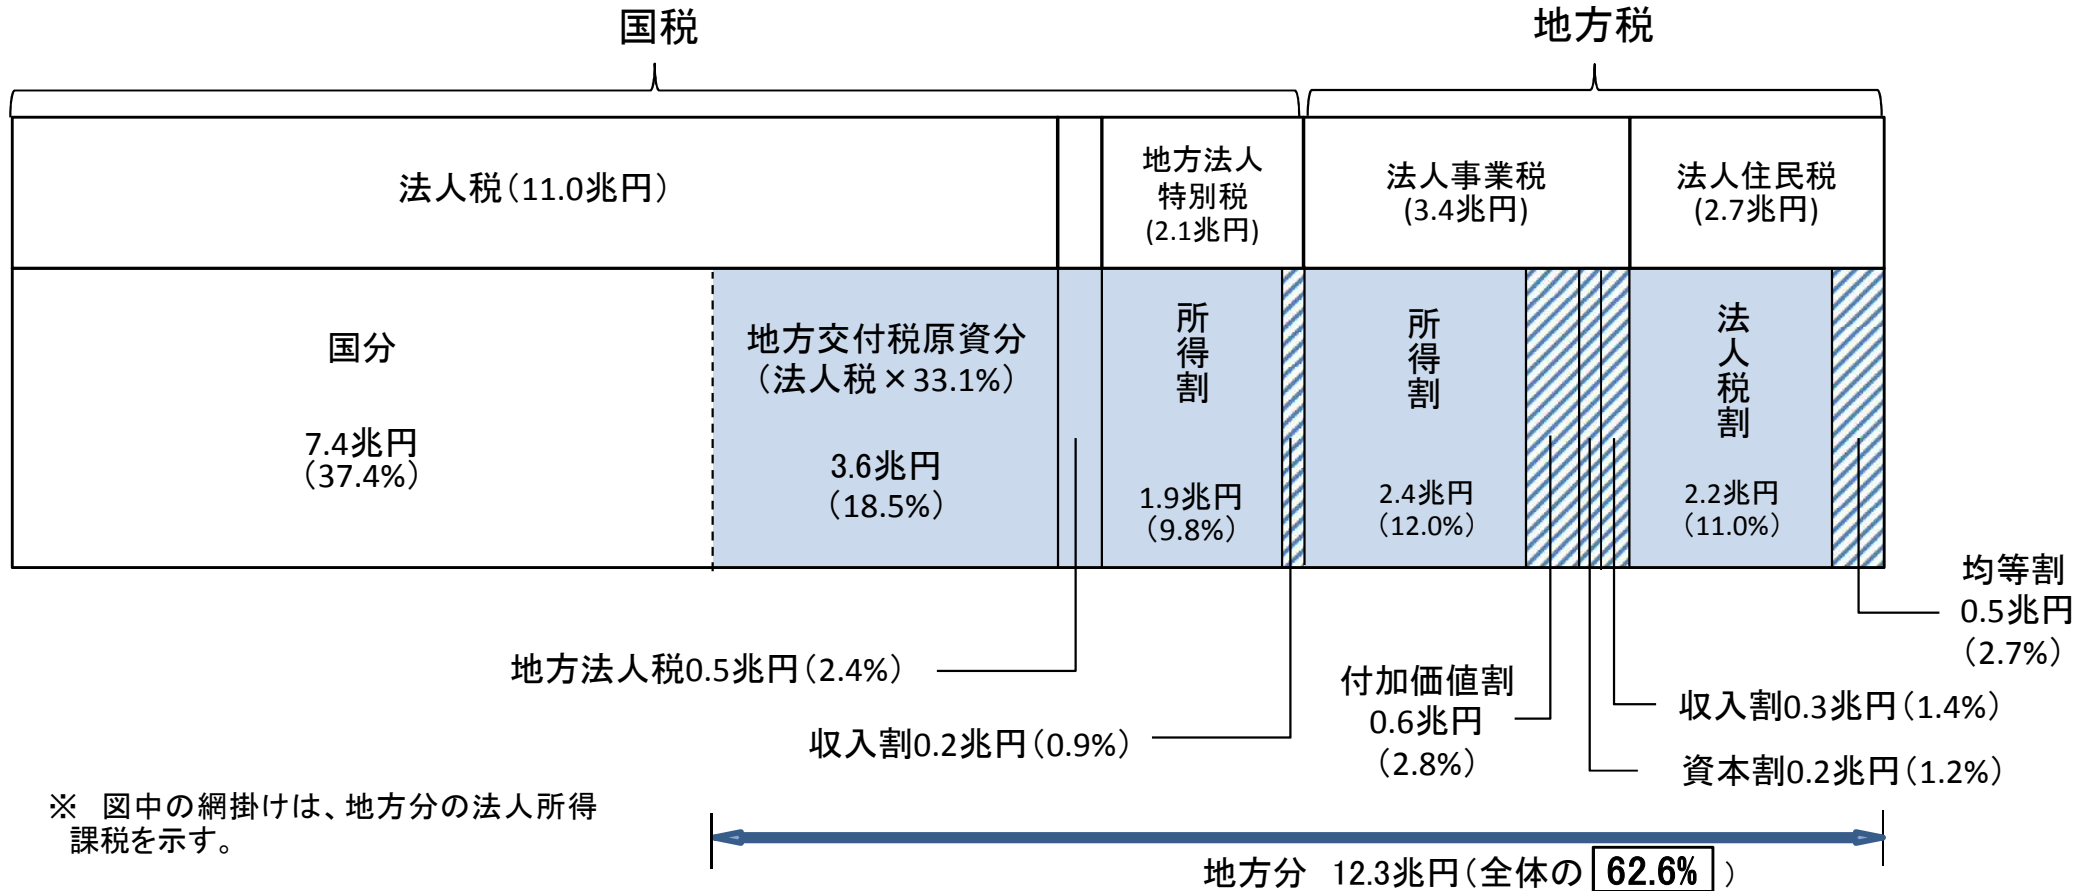 国税
地方税
法人税（11.0兆円）
地方法人
特別税
(2.1兆円)
法人事業税
(3.4兆円)
法人住民税
(2.7兆円)
国分
7.4兆円
（37.4%）
地方交付税原資分
（法人税×33.1%）
3.6兆円
（18.5%）
所得割
1.9兆円
（9.8%）
所得割
2.4兆円
（12.0%）
法人税割
2.2兆円
（11.0%）
均等割
0.5兆円
（2.7%）
地方法人税0.5兆円（2.4%）
収入割0.2兆円（0.9%）
付加価値割
0.6兆円
（2.8%）
収入割0.3兆円（1.4%）
資本割0.2兆円（1.2%）
※　図中の網掛けは、地方分の法人所得
課税を示す。
地方分　12.3兆円（全体の 62.6% ）